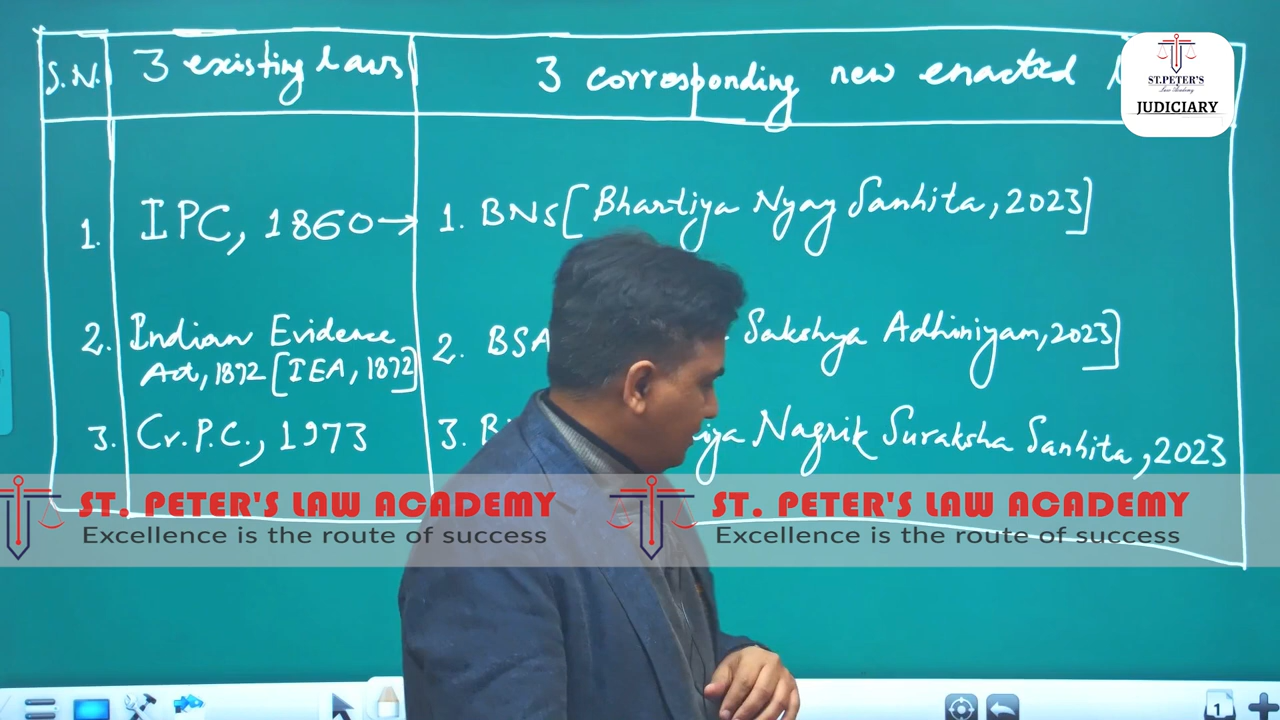 S.N. 3 existing laws 3 corresponding new enacted
ST.PETER'S
Law Academy
JUDICIARY
1. IPC, 1860→ 1. BNS [Bhartiya Nyay Sanhita, 2023]
2. Indian Evidence 2. BSA Sakshya Adhiniyam, 2023]
Act, 1872 [IEA, 1872]
3. Cr.P.C., 1973 3. Nagrik Suraksha Sanhita, 2023
ST. PETER'S LAW ACADEMY ST. PETER'S LAW ACADEMY
Excellence is the route of success Excellence is the route of success
1